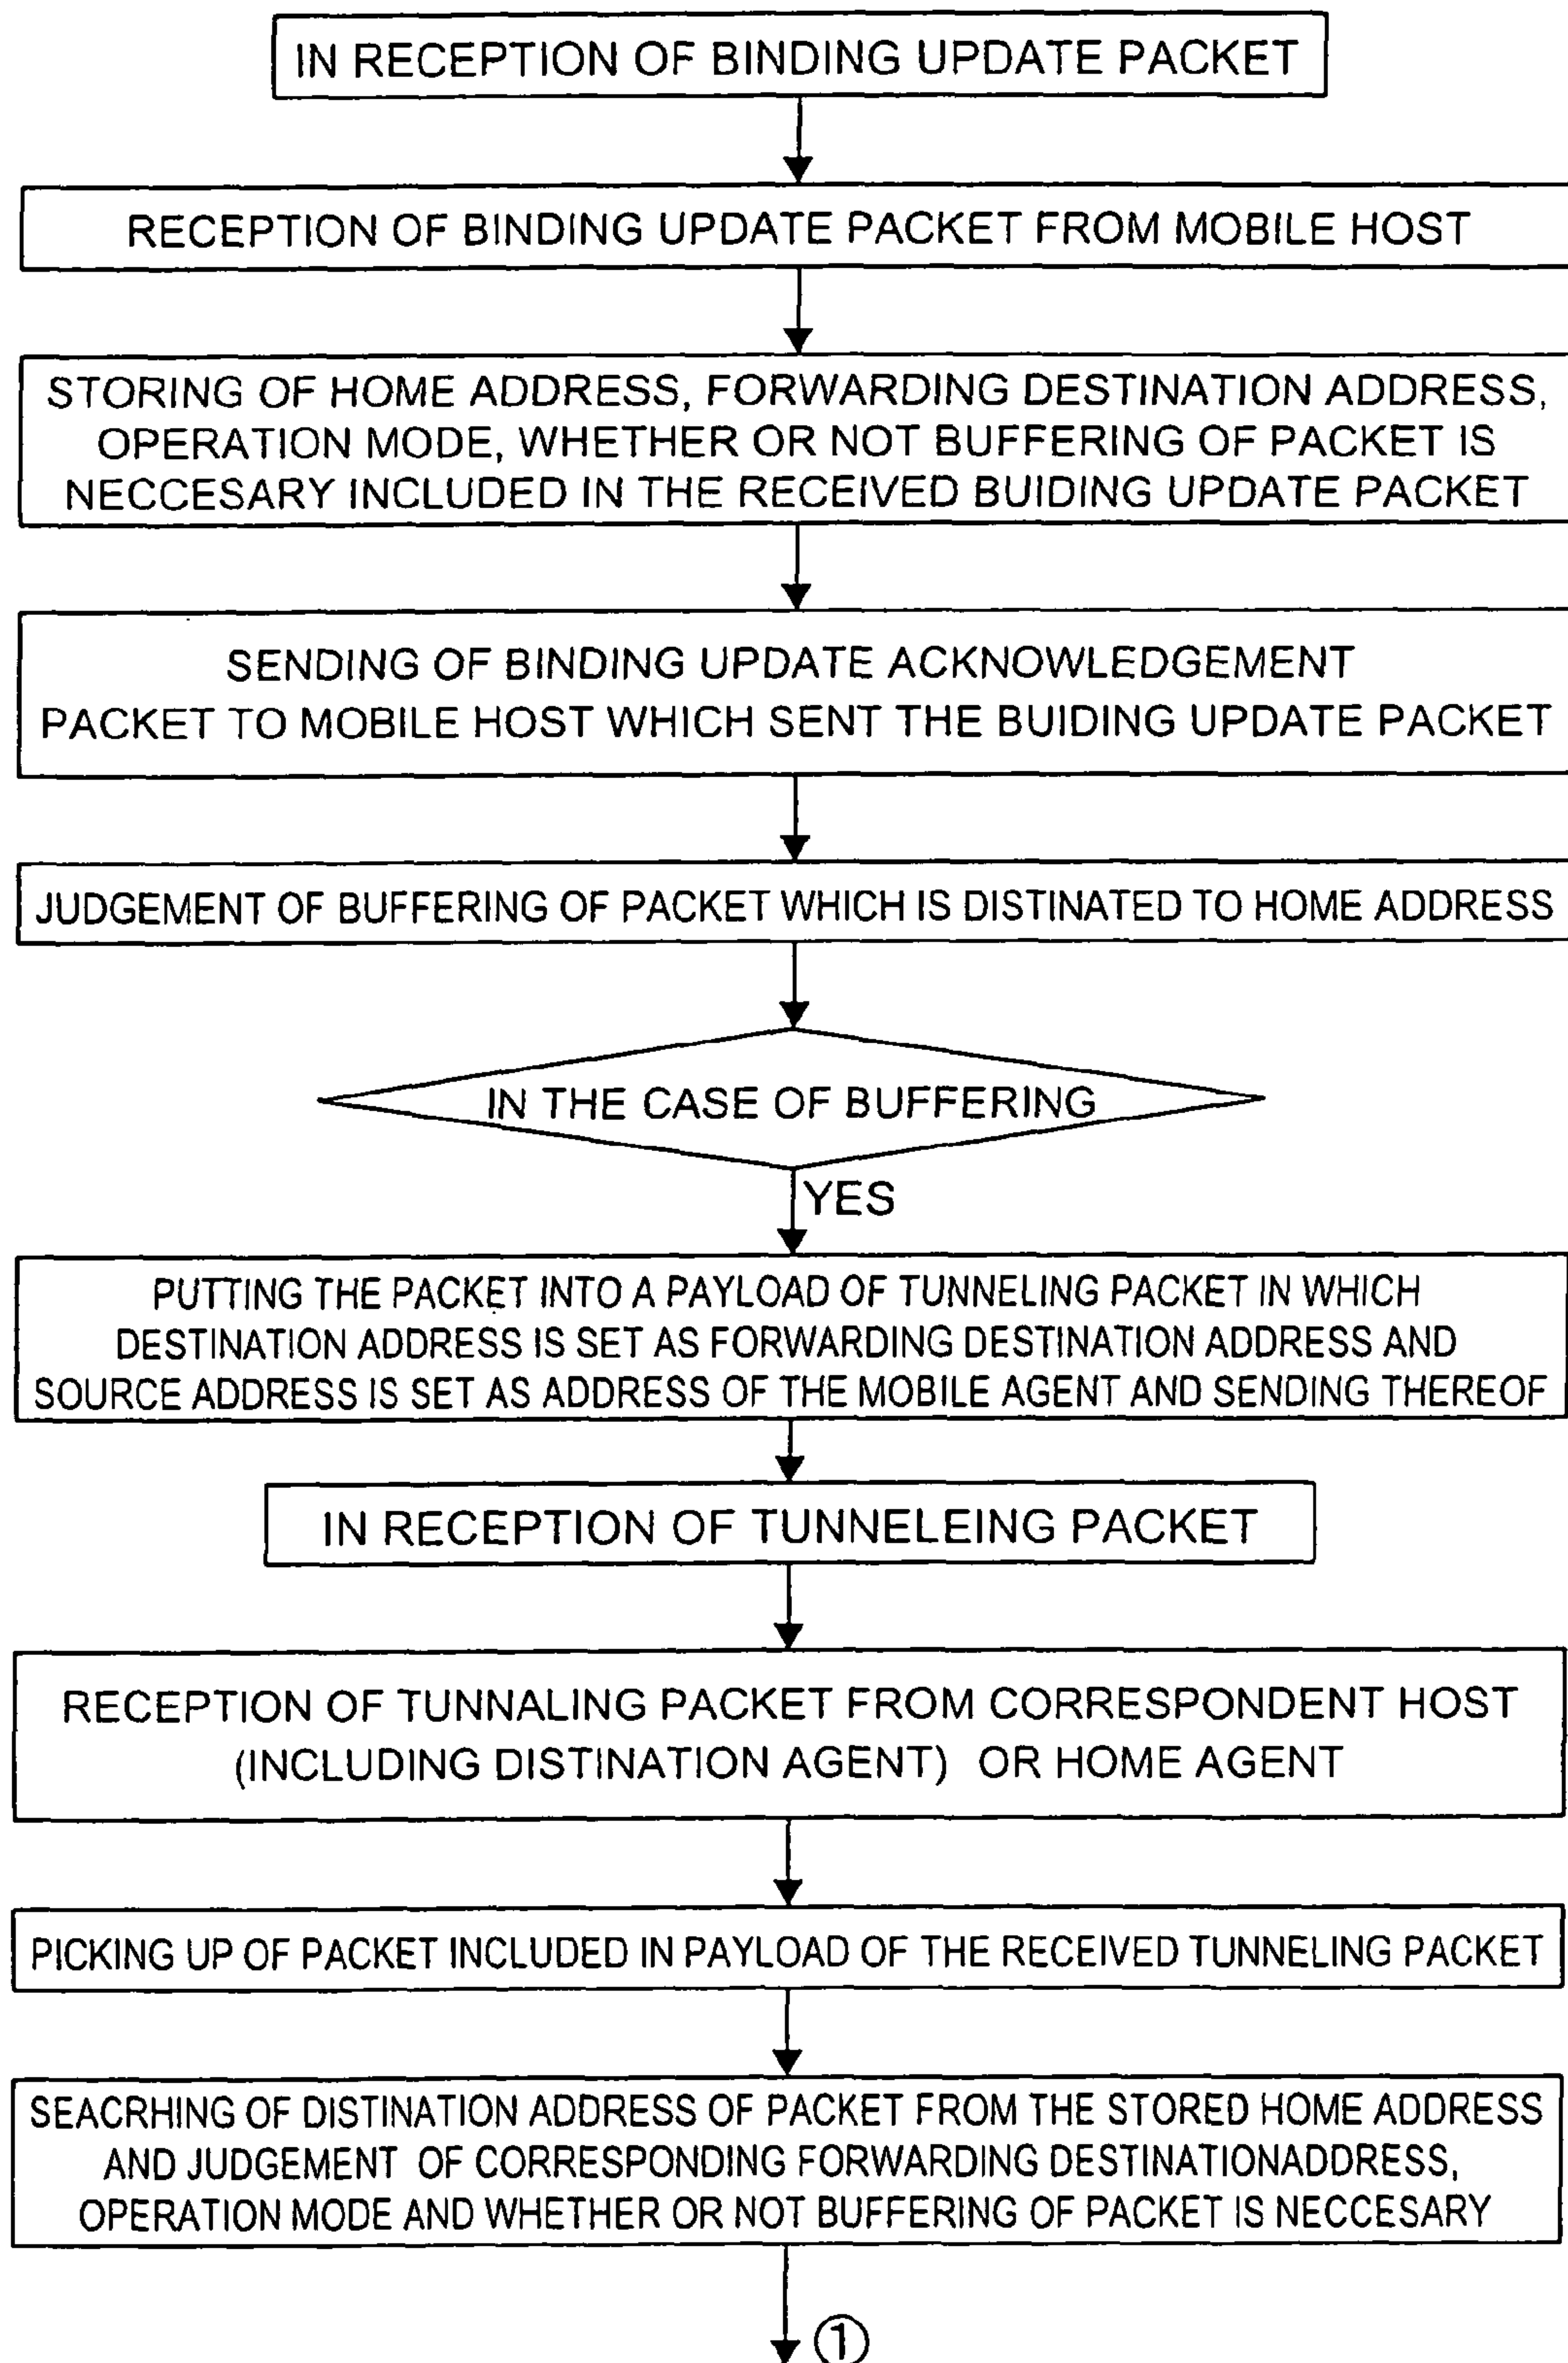 IN RECEPTION OF BINDING UPDATE PACKET
RECEPTION OF BINDING UPDATE PACKET FROM MOBILE HOST
STORING OF HOME ADDRESS, FORWARDING DESTINATION ADDRESS,
OPERATION MODE, WHETHER OR NOT BUFFERING OF PACKET IS
NECCESARY INCLUDED IN THE RECEIVED BUIDING UPDATE PACKET
SENDING OF BINDING UPDATE ACKNOWLEDGEMENT
PACKET TO MOBILE HOST WHICH SENT THE BUIDING UPDATE PACKET
JUDGEMENT OF BUFFERING OF PACKET WHICH IS DISTINATED TO HOME ADDRESS
IN THE CASE OF BUFFERING
YES
PUTTING THE PACKET INTO A PAYLOAD OF TUNNELING PACKET IN WHICH
DESTINATION ADDRESS IS SET AS FORWARDING DESTINATION ADDRESS AND
SOURCE ADDRESS IS SET AS ADDRESS OF THE MOBILE AGENT AND SENDING THEREOF
IN RECEPTION OF TUNNELEING PACKET
RECEPTION OF TUNNALING PACKET FROM CORRESPONDENT HOST
(INCLUDING DISTINATION AGENT) OR HOME AGENT
PICKING UP OF PACKET INCLUDED IN PAYLOAD OF THE RECEIVED TUNNELING PACKET
SEACRHING OF DISTINATION ADDRESS OF PACKET FROM THE STORED HOME ADDRESS
AND JUDGEMENT OF CORRESPONDING FORWARDING DESTINATIONADDRESS,
OPERATION MODE AND WHETHER OR NOT BUFFERING OF PACKET IS NECCESARY
①